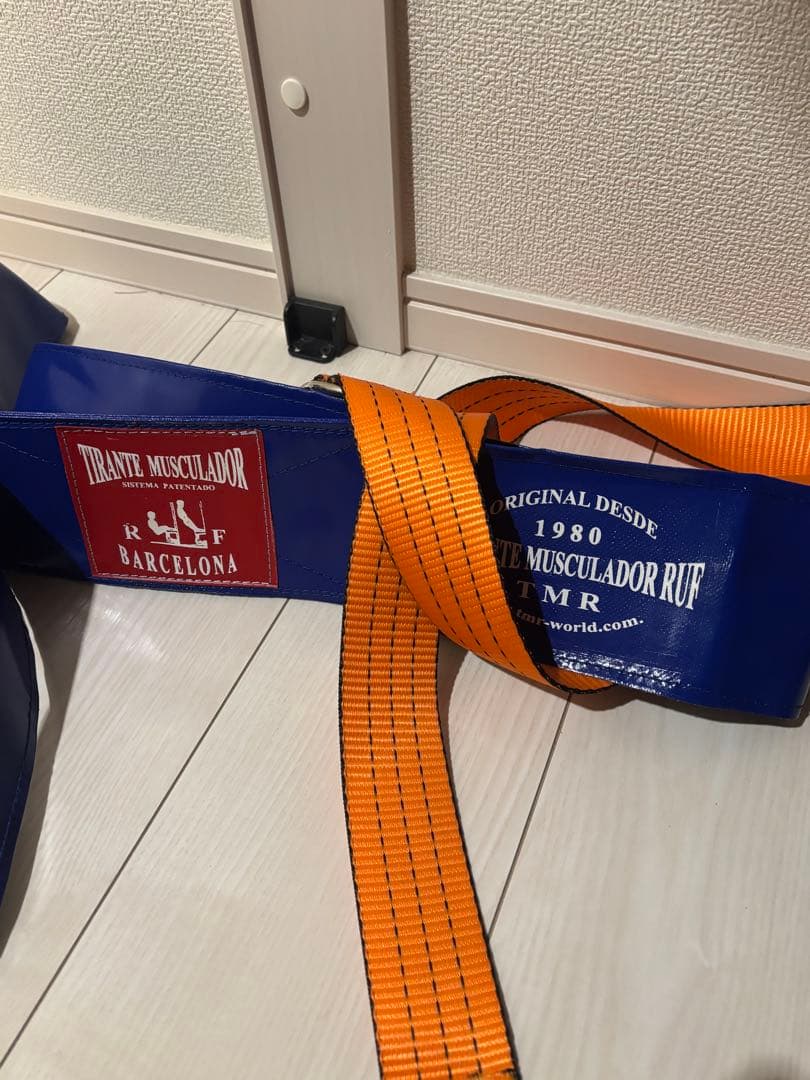 TIRANTE MUSCULADOR
SISTEMA PATENTADO
R F
BARCELONA
ORIGINAL DESDE
1980
MUSCULADOR RUF
TMR
tmr-world.com.